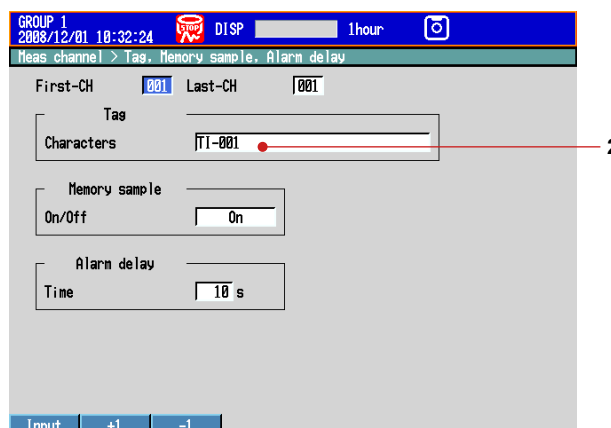 GROUP 1
2008/12/01 10:32:24 STOP DISP 1hour
Meas channel > Tag, Memory sample, Alarm delay
First-CH 001 Last-CH 001
Tag
Characters TI-001
2
Memory sample
On/Off On
Alarm delay
Time 10 s
Input +1 -1